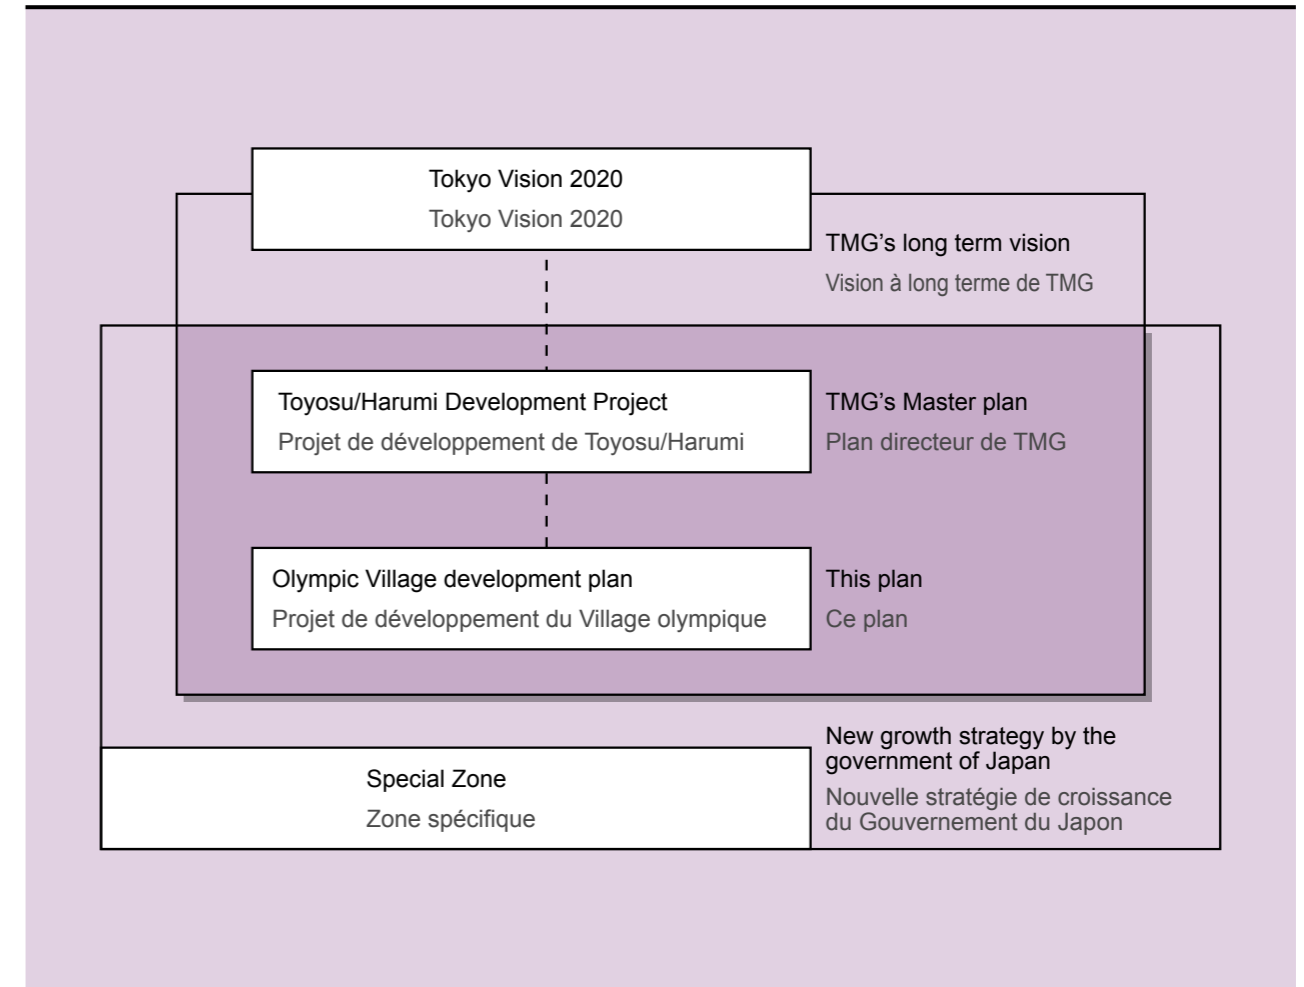 Tokyo Vision 2020
Tokyo Vision 2020
TMG’s long term vision
Vision à long terme de TMG
Toyosu/Harumi Development Project
Projet de développement de Toyosu/Harumi
TMG’s Master plan
Plan directeur de TMG
Olympic Village development plan
Projet de développement du Village olympique
This plan
Ce plan
Special Zone
Zone spécifique
New growth strategy by the
government of Japan
Nouvelle stratégie de croissance
du Gouvernement du Japon